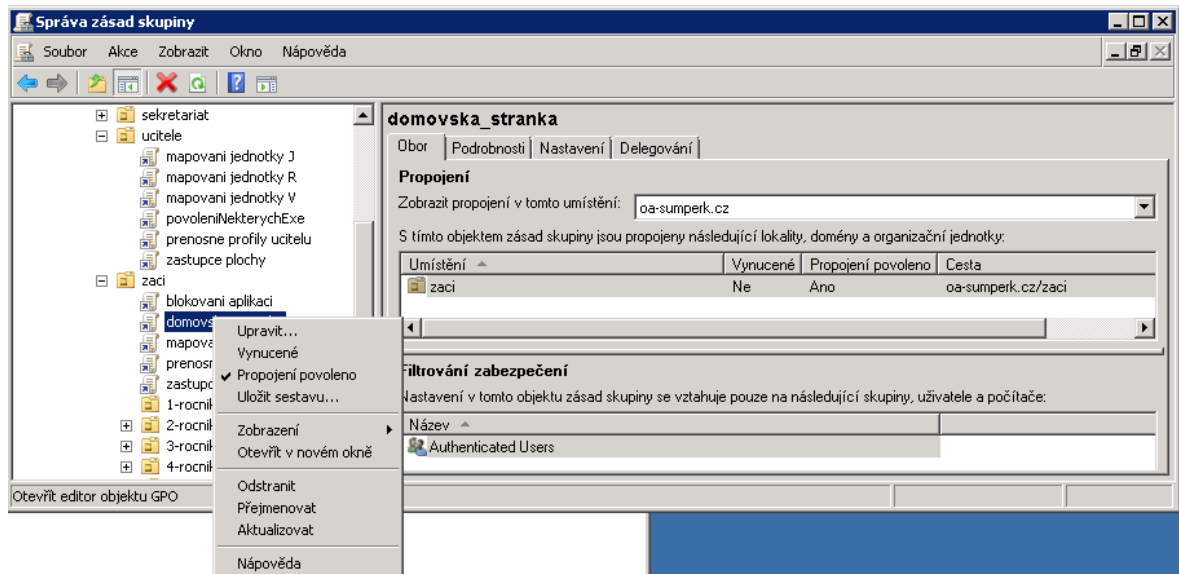 Správa zásad skupiny
Soubor Akce Zobrazit Okno Nápověda
sekretariat
ucitele
mapovani jednotky J
mapovani jednotky R
mapovani jednotky V
povoleniNekterychExe
prenosne profily ucitelu
zastupce plochy
zaci
blokovani aplikaci
domovs
mapova
prenosn
zastupc
1-rocnik
2-rocnik
3-rocnik
4-rocnik
Otevřít editor objektu GPO
Upravit...
Vynucené
Propojení povoleno
Uložit sestavu...
Zobrazení
Otevřít v novém okně
Odstranit
Přejmenovat
Aktualizovat
Nápověda
domovska_stranka
Obor Podrobnosti Nastavení Delegování
Propojení
Zobrazit propojení v tomto umístění: oa-sumperk.cz
S tímto objektem zásad skupiny jsou propojeny následující lokality, domény a organizační jednotky:
Umístění Vynucené Propojení povoleno Cesta
zaci Ne Ano oa-sumperk.cz/zaci
Filtrování zabezpečení
Nastavení v tomto objektu zásad skupiny se vztahuje pouze na následující skupiny, uživatele a počítače:
Název
Authenticated Users